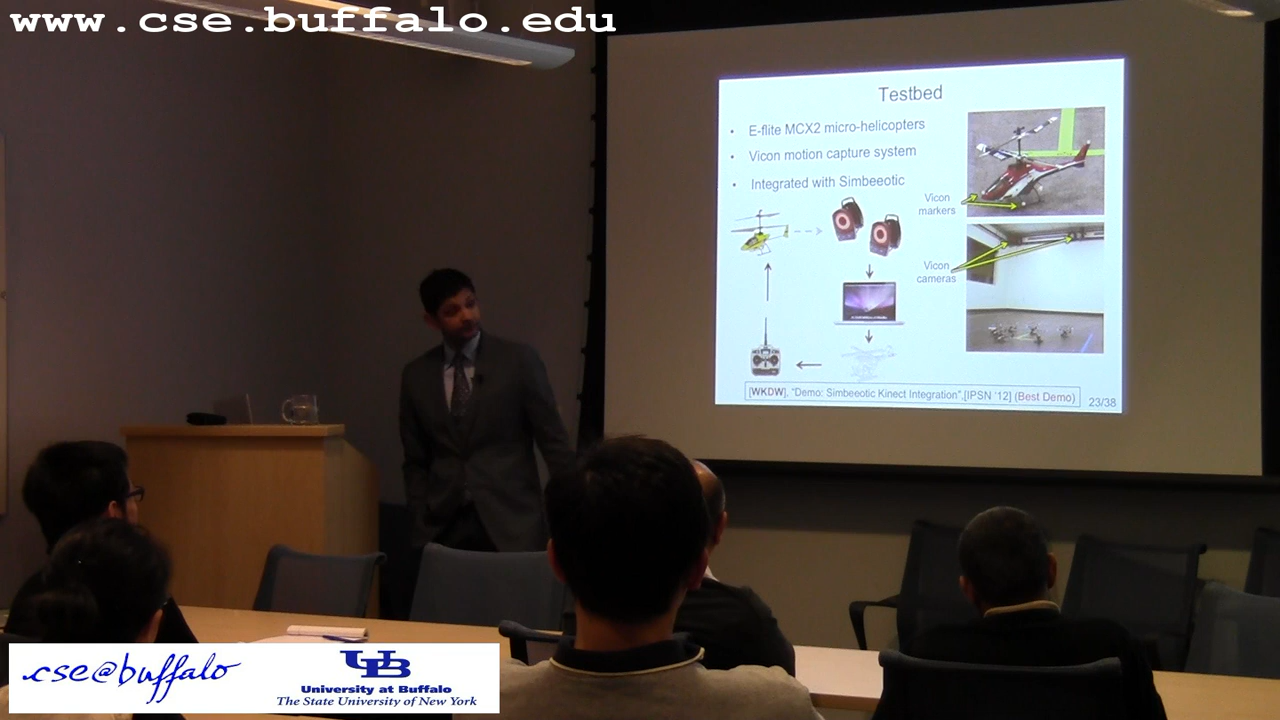 www.cse.buffalo.edu
Testbed
• E-flite MCX2 micro-helicopters
• Vicon motion capture system
• Integrated with Simbeeotic
Vicon
markers
Vicon
cameras
[WKDW], "Demo: Simbeeotic Kinect Integration",[IPSN '12] (Best Demo)
23/38
cse@buffalo
UB
University at Buffalo
The State University of New York